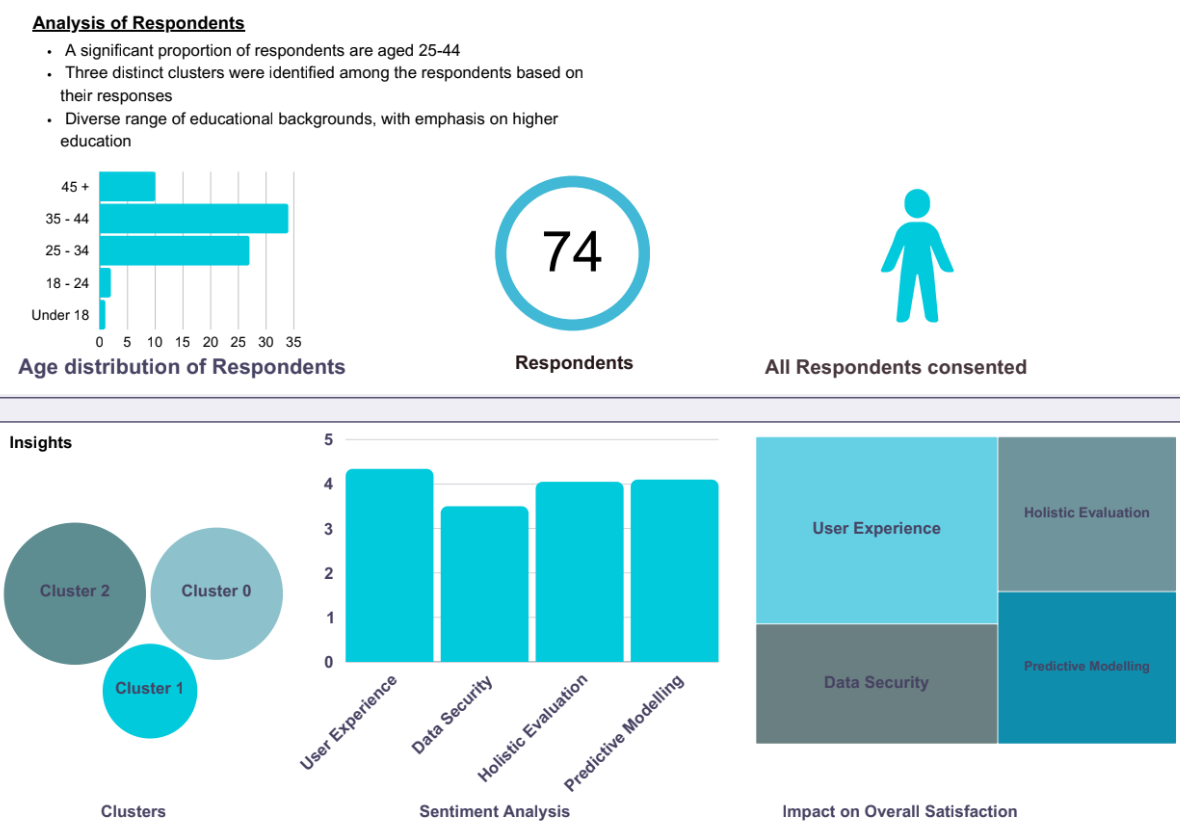 Analysis of Respondents
• A significant proportion of respondents are aged 25-44
• Three distinct clusters were identified among the respondents based on
their responses
• Diverse range of educational backgrounds, with emphasis on higher
education
45 +
35 - 44
25 - 34
18 - 24
Under 18
0 5 10 15 20 25 30 35
Age distribution of Respondents
74
Respondents
All Respondents consented
Insights
Cluster 2
Cluster 0
Cluster 1
Clusters
5
4
3
2
1
0
User Experience
Data Security
Holistic Evaluation
Predictive Modelling
Sentiment Analysis
User Experience
Holistic Evaluation
Data Security
Predictive Modelling
Impact on Overall Satisfaction